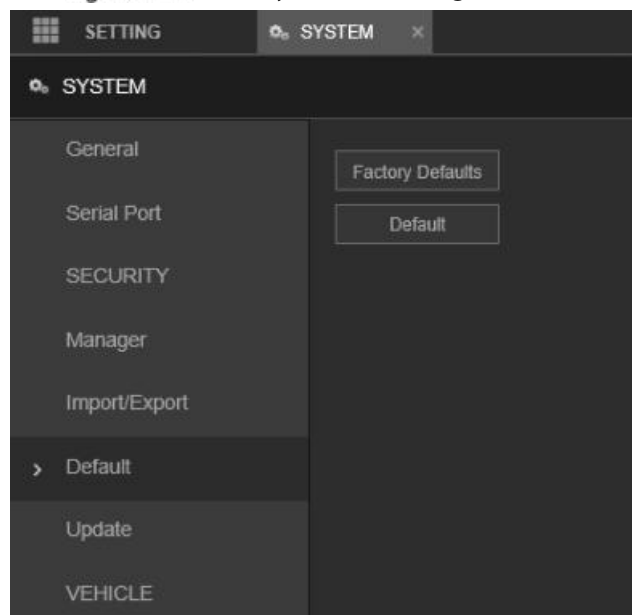 SETTING
SYSTEM ×
SYSTEM
General
Serial Port
SECURITY
Manager
Import/Export
Default
Update
VEHICLE
Factory Defaults
Default